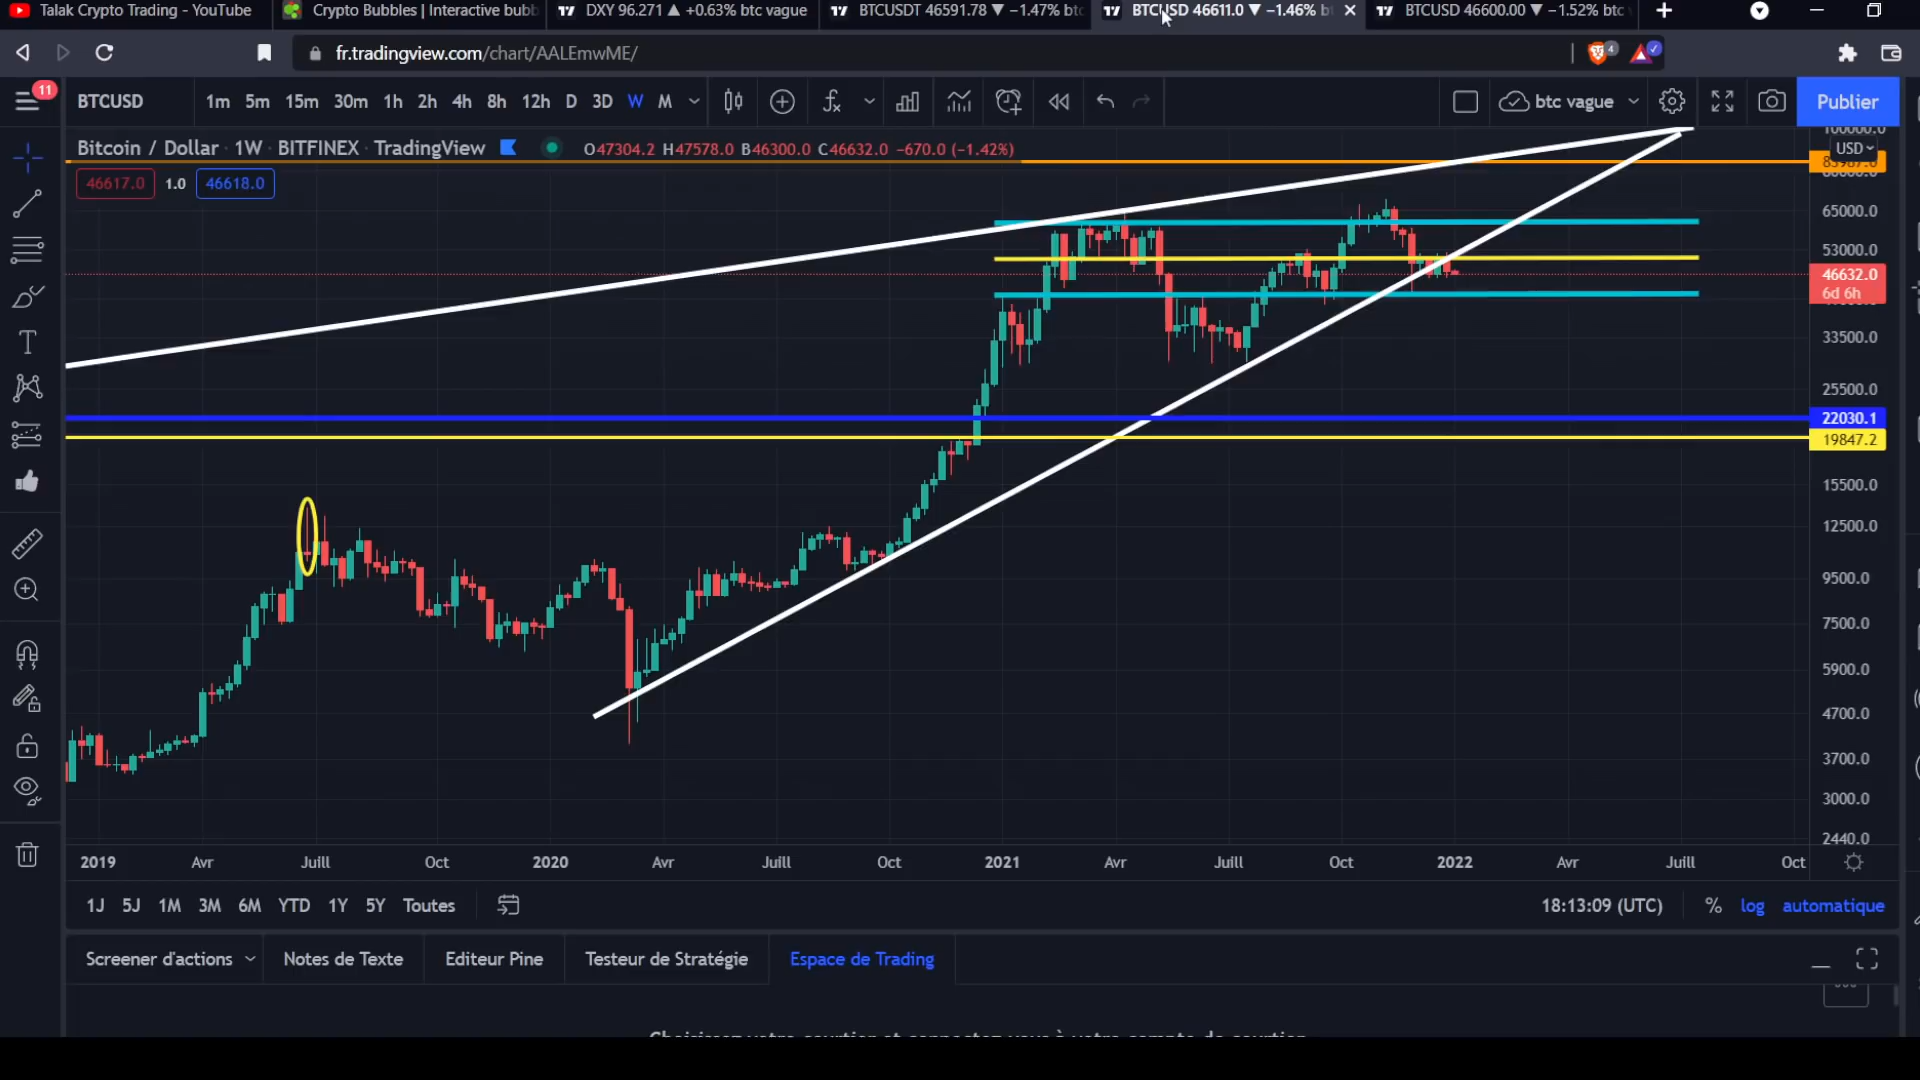 Talak Crypto Trading - YouTube
Crypto Bubbles | Interactive bubb
DXY 96.271 ▲ +0.63% btc vague
BTCUSDT 46591.78 ▼ −1.47% btc
BTCUSD 46611.0 ▼ −1.46% b
BTCUSD 46600.00 ▼ −1.52% btc
fr.tradingview.com/chart/AALEmwME/
4
11
BTCUSD
1m 5m 15m 30m 1h 2h 4h 8h 12h D 3D W M
btc vague
Publier
Bitcoin / Dollar · 1W · BITFINEX · TradingView
O47304.2 H47578.0 B46300.0 C46632.0 −670.0 (−1.42%)
46617.0 1.0 46618.0
100000.0
USD
65000.0
53000.0
46632.0
6d 6h
33500.0
25500.0
22030.1
19847.2
15500.0
12500.0
9500.0
7500.0
5900.0
4700.0
3700.0
3000.0
2440.0
2019 Avr Juill Oct 2020 Avr Juill Oct 2021 Avr Juill Oct 2022 Avr Juill Oct
1J 5J 1M 3M 6M YTD 1Y 5Y Toutes
18:13:09 (UTC) % log automatique
Screener d'actions Notes de Texte Editeur Pine Testeur de Stratégie Espace de Trading